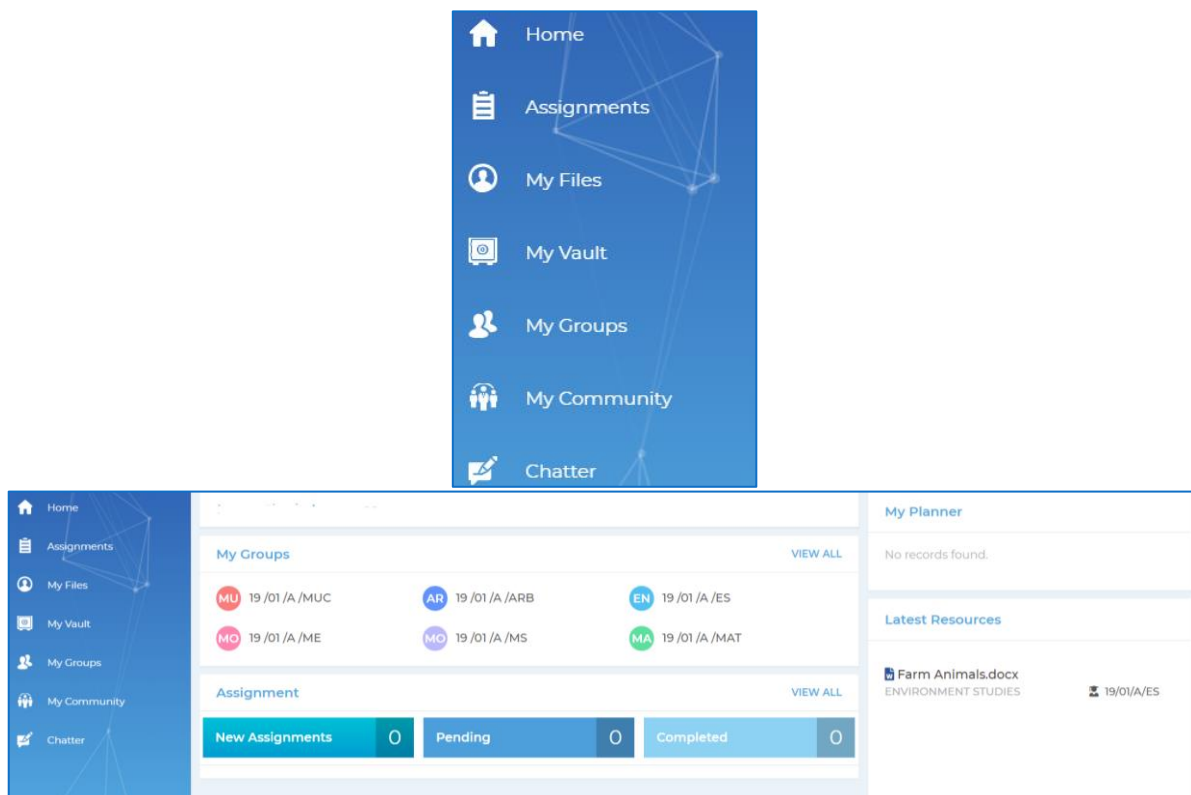 Home
Assignments
My Files
My Vault
My Groups
My Community
Chatter
Home
Assignments
My Files
My Vault
My Groups
My Community
Chatter
My Groups VIEW ALL
MU 19 /01 /A /MUC AR 19 /01 /A /ARB EN 19 /01 /A /ES
MO 19 /01 /A /ME MO 19 /01 /A /MS MA 19 /01 /A /MAT
Assignment VIEW ALL
New Assignments 0 Pending 0 Completed 0
My Planner
No records found.
Latest Resources
Farm Animals.docx
ENVIRONMENT STUDIES 19/01/A/ES